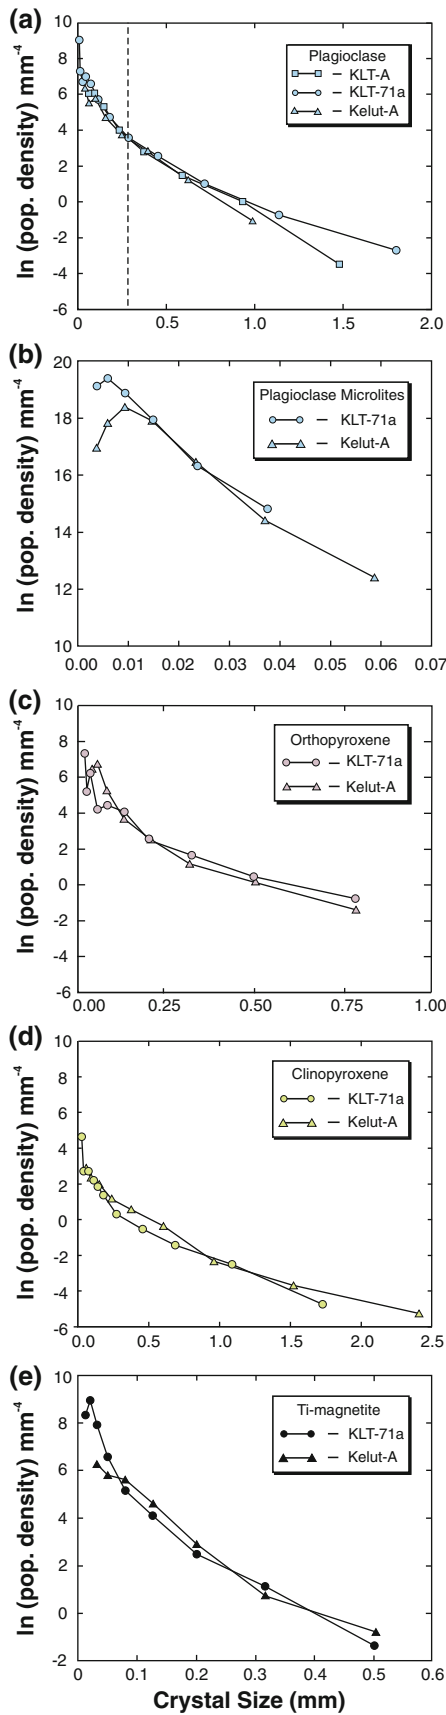 (a)
ln (pop. density) mm-4
10
8
6
4
2
0
-2
-4
-6
Plagioclase
– KLT-A
– KLT-71a
– Kelut-A
0 0.5 1.0 1.5 2.0
(b)
ln (pop. density) mm-4
20
18
16
14
12
10
Plagioclase Microlites
– KLT-71a
– Kelut-A
0.00 0.01 0.02 0.03 0.04 0.05 0.06 0.07
(c)
ln (pop. density) mm-4
10
8
6
4
2
0
-2
-4
-6
Orthopyroxene
– KLT-71a
– Kelut-A
0.00 0.25 0.50 0.75 1.00
(d)
ln (pop. density) mm-4
10
8
6
4
2
0
-2
-4
-6
Clinopyroxene
– KLT-71a
– Kelut-A
0.0 0.5 1.0 1.5 2.0 2.5
(e)
ln (pop. density) mm-4
10
8
6
4
2
0
-2
Ti-magnetite
– KLT-71a
– Kelut-A
0 0.1 0.2 0.3 0.4 0.5 0.6
Crystal Size (mm)